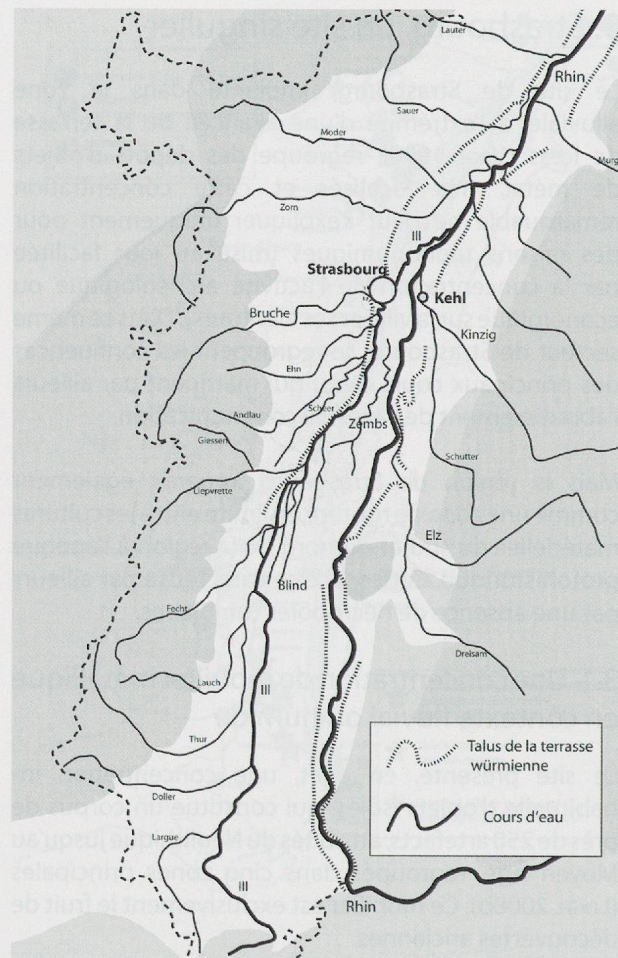 Lauter
Rhin
Sauer
Moder
Murg
Zorn
Ill
Strasbourg
Kehl
Bruche
Kinzig
Ehn
Andlau
Scheer
Zembs
Giessen
Schutter
Liepvrette
Elz
Blind
Fecht
Dreisam
Lauch
Ill
Thur
Talus de la terrasse
würmienne
Doller
Cours d'eau
Largue
Ill
Rhin